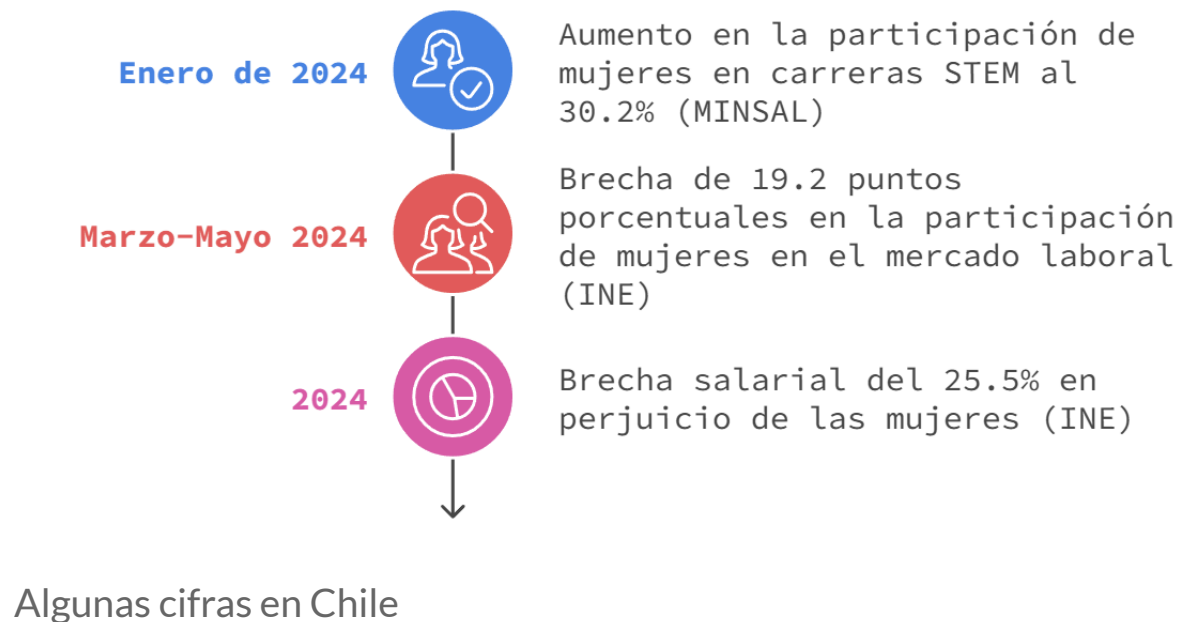 Enero de 2024
Aumento en la participación de
mujeres en carreras STEM al
30.2% (MINSAL)
Marzo-Mayo 2024
Brecha de 19.2 puntos
porcentuales en la participación
de mujeres en el mercado laboral
(INE)
2024
Brecha salarial del 25.5% en
perjuicio de las mujeres (INE)
Algunas cifras en Chile